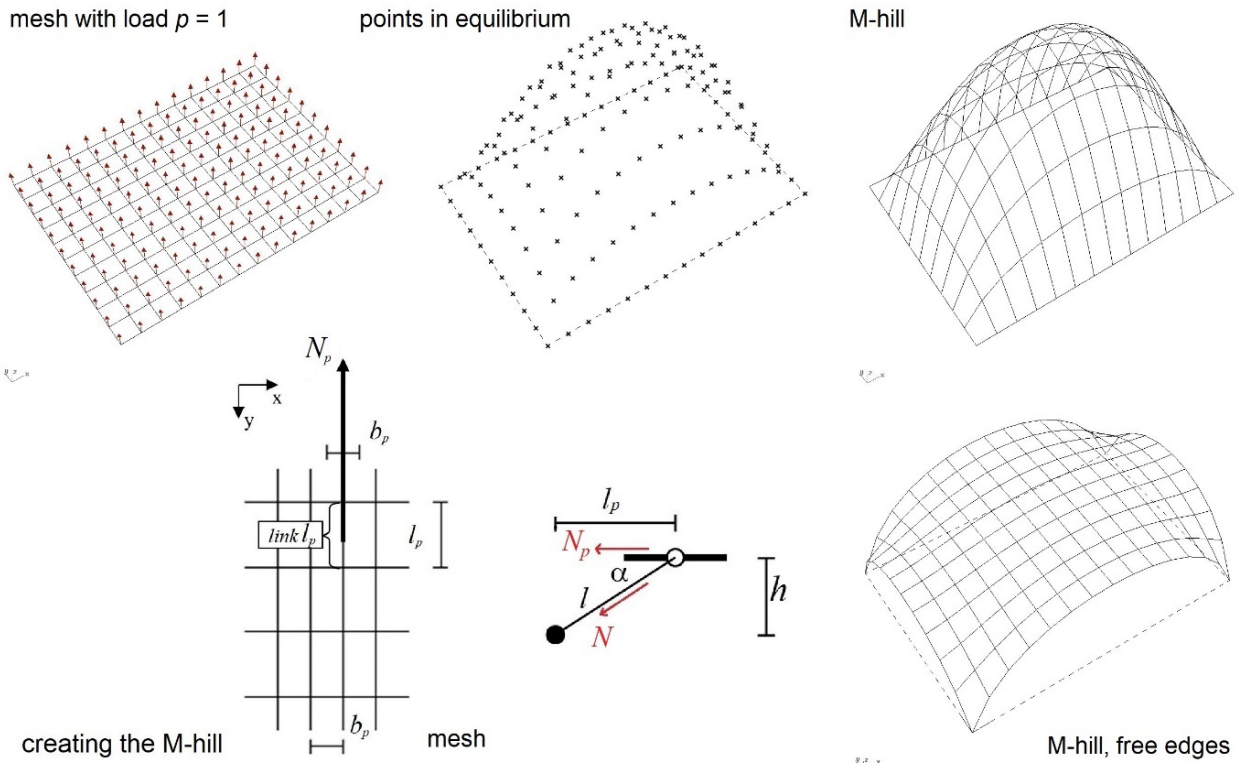 mesh with load p = 1
points in equilibrium
M-hill
N_p
x
y
b_p
link l_p
l_p
b_p
l_p
N_p
α
l
N
h
creating the M-hill
mesh
M-hill, free edges